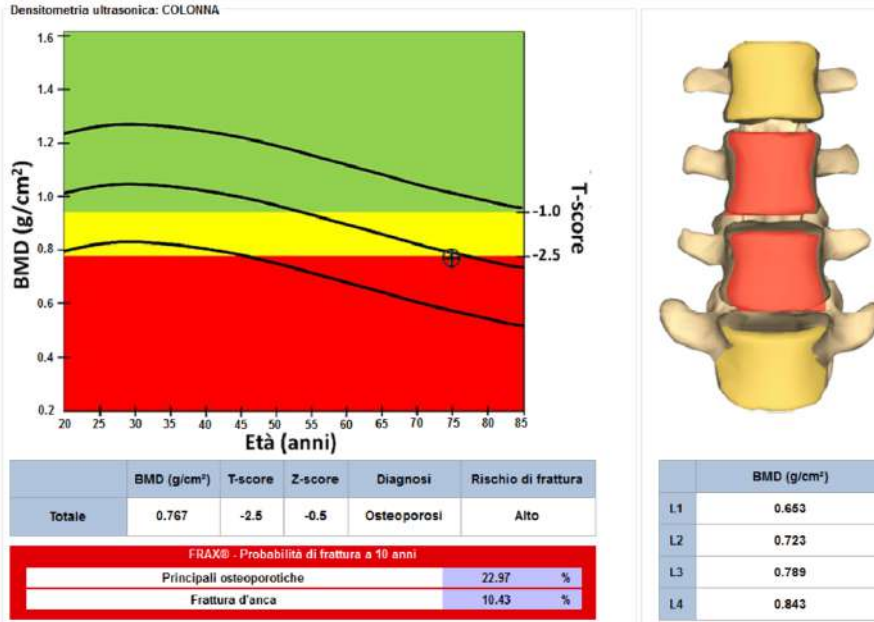 Densitometria ultrasonica: COLONNA
1.6
1.4
1.2
1.0
0.8
0.6
0.4
0.2
BMD (g/cm²)
20 25 30 35 40 45 50 55 60 65 70 75 80 85
Età (anni)
-1.0
-2.5
T-score
BMD (g/cm²) T-score Z-score Diagnosi Rischio di frattura
Totale 0.767 -2.5 -0.5 Osteoporosi Alto
FRAX® - Probabilità di frattura a 10 anni
Principali osteoporotiche 22.97 %
Frattura d'anca 10.43 %
BMD (g/cm²)
L1 0.653
L2 0.723
L3 0.789
L4 0.843